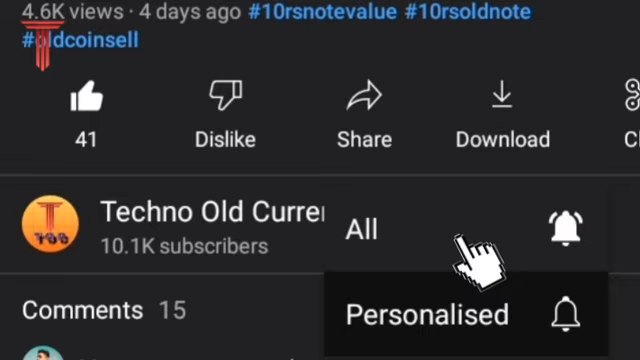 4.6K views · 4 days ago #10rsnotevalue #10rsoldnote
#oldcoinsell
41 Dislike Share Download
Techno Old Curre
All
10.1K subscribers
Comments 15
Personalised